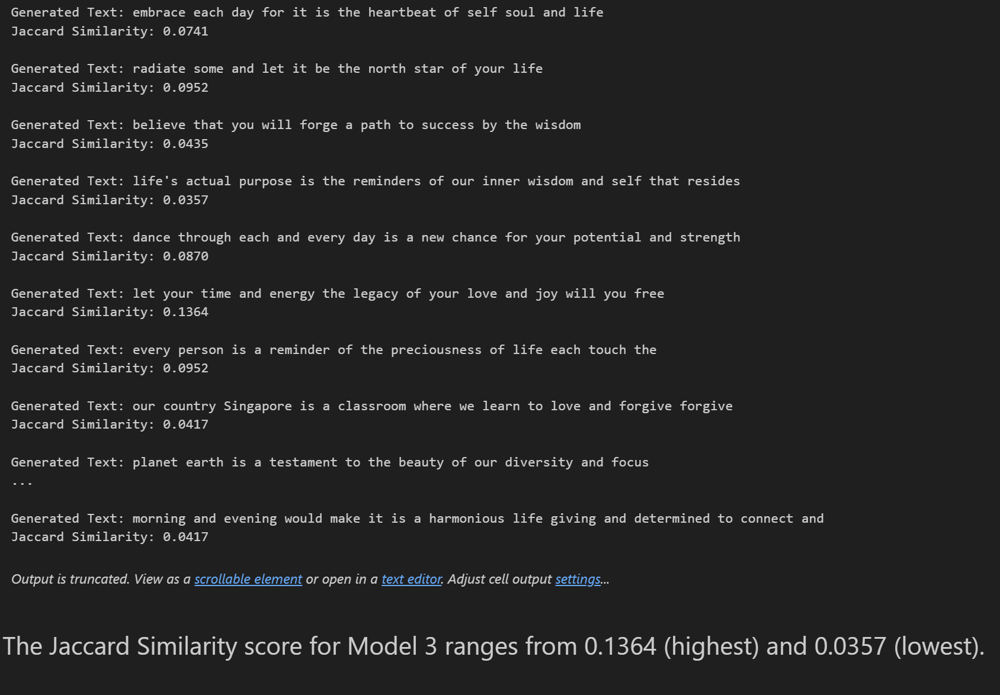 Generated Text: embrace each day for it is the heartbeat of self soul and life
Jaccard Similarity: 0.0741
Generated Text: radiate some and let it be the north star of your life
Jaccard Similarity: 0.0952
Generated Text: believe that you will forge a path to success by the wisdom
Jaccard Similarity: 0.0435
Generated Text: life's actual purpose is the reminders of our inner wisdom and self that resides
Jaccard Similarity: 0.0357
Generated Text: dance through each and every day is a new chance for your potential and strength
Jaccard Similarity: 0.0870
Generated Text: let your time and energy the legacy of your love and joy will you free
Jaccard Similarity: 0.1364
Generated Text: every person is a reminder of the preciousness of life each touch the
Jaccard Similarity: 0.0952
Generated Text: our country Singapore is a classroom where we learn to love and forgive forgive
Jaccard Similarity: 0.0417
Generated Text: planet earth is a testament to the beauty of our diversity and focus
...
Generated Text: morning and evening would make it is a harmonious life giving and determined to connect and
Jaccard Similarity: 0.0417
Output is truncated. View as a scrollable element or open in a text editor. Adjust cell output settings...
The Jaccard Similarity score for Model 3 ranges from 0.1364 (highest) and 0.0357 (lowest).